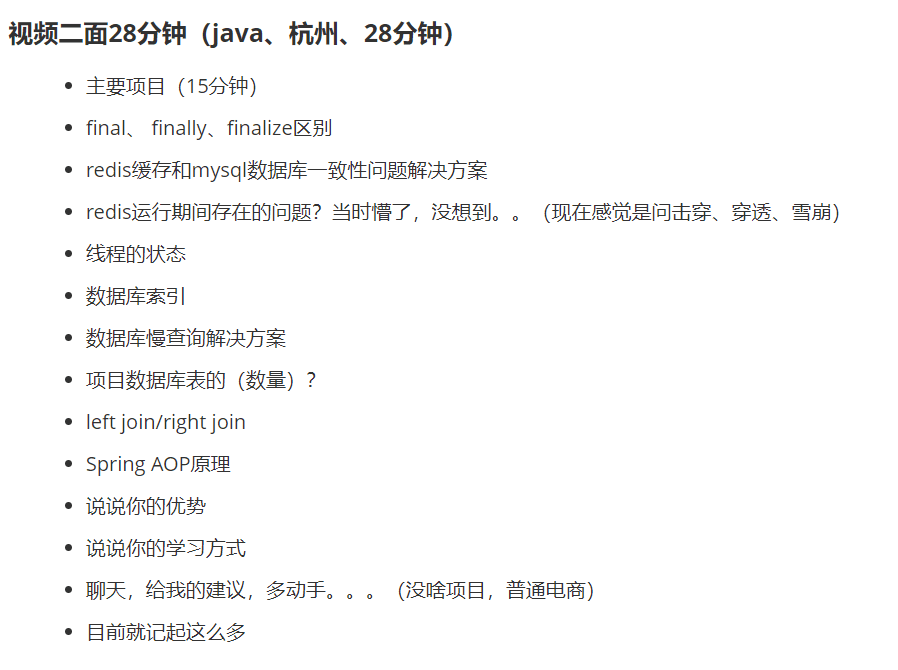 视频二面28分钟（java、杭州、28分钟）
主要项目（15分钟）
final、 finally、finalize区别
redis缓存和mysql数据库一致性问题解决方案
redis运行期间存在的问题？当时懵了，没想到。。（现在感觉是问击穿、穿透、雪崩）
线程的状态
数据库索引
数据库慢查询解决方案
项目数据库表的（数量）？
left join/right join
Spring AOP原理
说说你的优势
说说你的学习方式
聊天，给我的建议，多动手。。。（没啥项目，普通电商）
目前就记起这么多